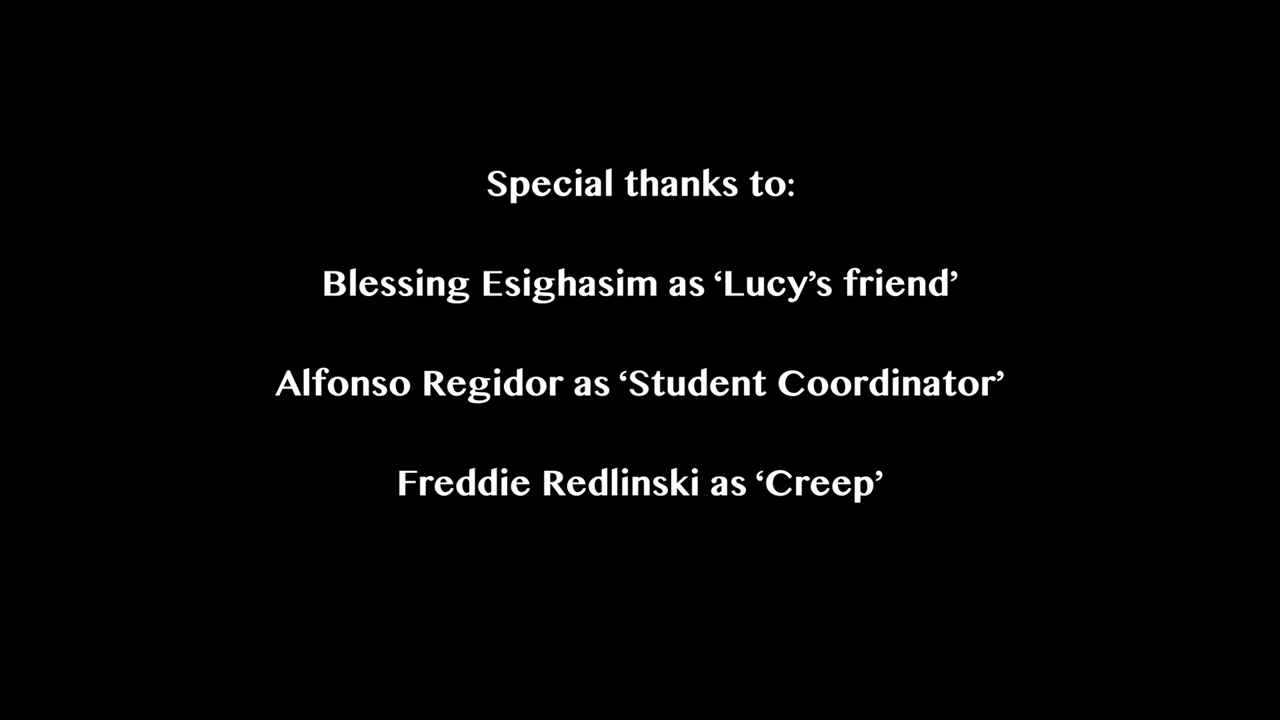 Special thanks to:
Blessing Esighasim as ‘Lucy’s friend’
Alfonso Regidor as ‘Student Coordinator’
Freddie Redlinski as ‘Creep’